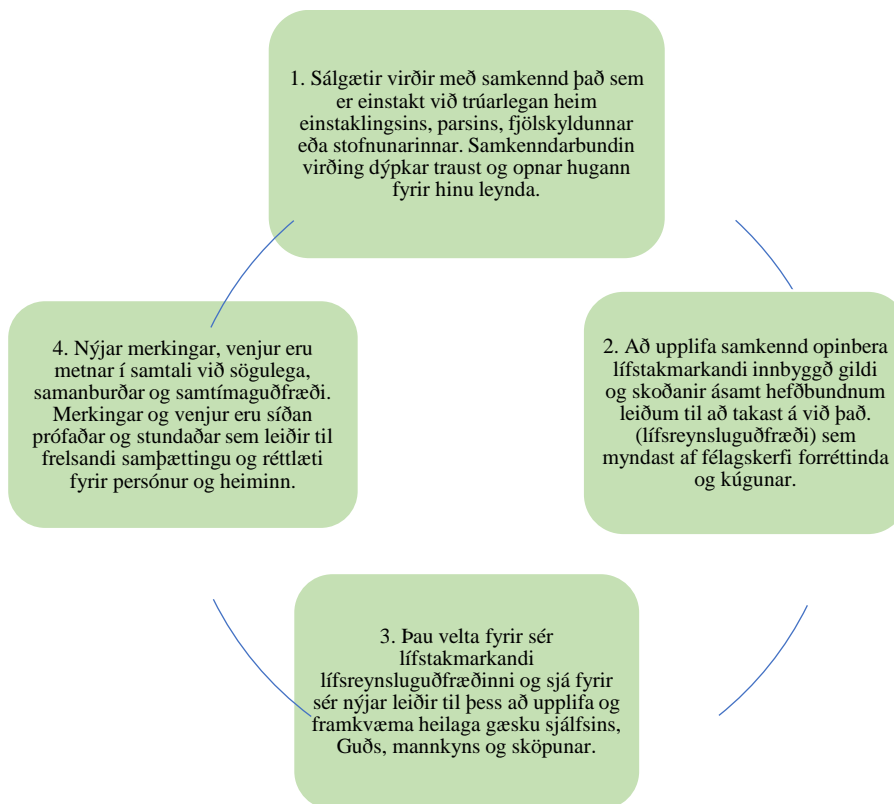 1. Sálgætir virðir með samkennd það sem
er einstakt við trúarlegan heim
einstaklingsins, parsins, fjölskyldunnar
eða stofnunarinnar. Samkenndarbundin
virðing dýpkar traust og opnar hugann
fyrir hinu leynda.
2. Að upplifa samkennd opinbera
lífstakmarkandi innbyggð gildi
og skoðanir ásamt hefðbundnum
leiðum til að takast á við það.
(lífsreynsluguðfræði) sem
myndast af félagskerfi forréttinda
og kúgunar.
3. Þau velta fyrir sér
lífstakmarkandi
lífsreynsluguðfræðinni og sjá fyrir
sér nýjar leiðir til þess að upplifa og
framkvæma heilaga gæsku sjálfsins,
Guðs, mannkyns og sköpunar.
4. Nýjar merkingar, venjur eru
metnar í samtali við sögulega,
samanburðar og samtímaguðfræði.
Merkingar og venjur eru síðan
prófaðar og stundaðar sem leiðir til
frelsandi samþættingu og réttlæti
fyrir persónur og heiminn.